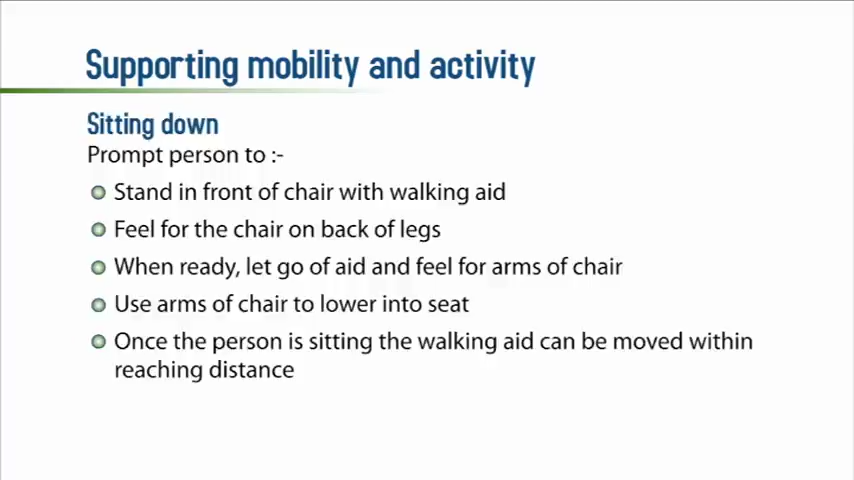 Supporting mobility and activity
Sitting down
Prompt person to :-
Stand in front of chair with walking aid
Feel for the chair on back of legs
When ready, let go of aid and feel for arms of chair
Use arms of chair to lower into seat
Once the person is sitting the walking aid can be moved within
reaching distance